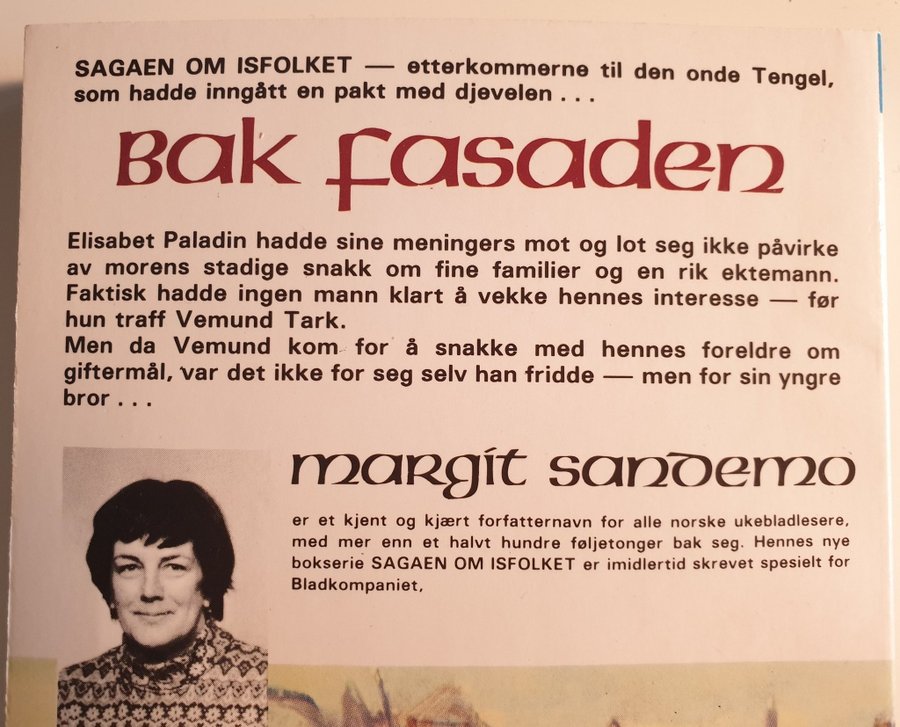 SAGAEN OM ISFOLKET — etterkommerne til den onde Tengel,
som hadde inngått en pakt med djevelen . . .
Bak fasaden
Elisabet Paladin hadde sine meningers mot og lot seg ikke påvirke
av morens stadige snakk om fine familier og en rik ektemann.
Faktisk hadde ingen mann klart å vekke hennes interesse — før
hun traff Vemund Tark.
Men da Vemund kom for å snakke med hennes foreldre om
giftermål, var det ikke for seg selv han fridde — men for sin yngre
bror . . .
margit sandemo
er et kjent og kjært forfatternavn for alle norske ukebladlesere,
med mer enn et halvt hundre føljetonger bak seg. Hennes nye
bokserie SAGAEN OM ISFOLKET er imidlertid skrevet spesielt for
Bladkompaniet,